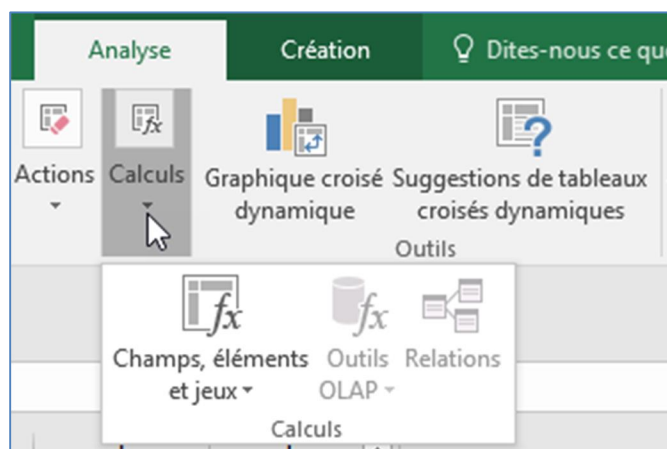 Analyse Création Dites-nous ce que
Actions Calculs Graphique croisé dynamique Suggestions de tableaux croisés dynamiques
Outils
Champs, éléments et jeux Outils OLAP Relations
Calculs